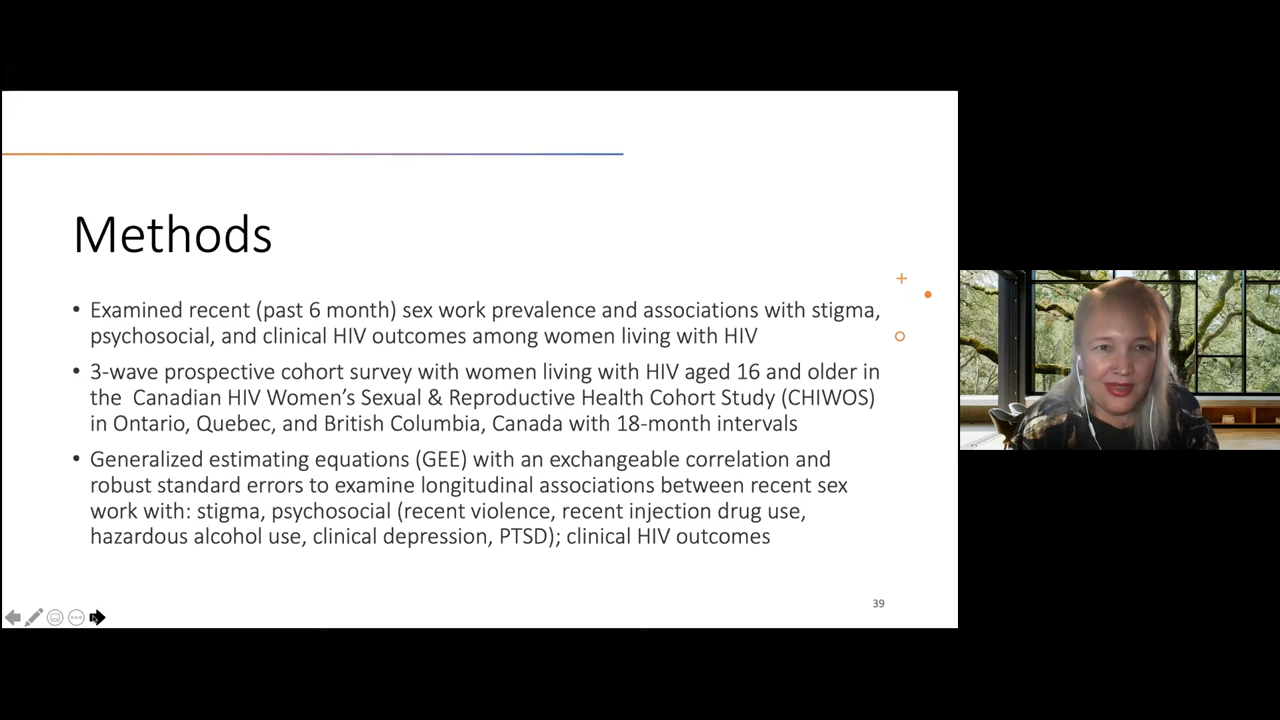 Methods
• Examined recent (past 6 month) sex work prevalence and associations with stigma,
psychosocial, and clinical HIV outcomes among women living with HIV
• 3-wave prospective cohort survey with women living with HIV aged 16 and older in
the  Canadian HIV Women’s Sexual & Reproductive Health Cohort Study (CHIWOS)
in Ontario, Quebec, and British Columbia, Canada with 18-month intervals
• Generalized estimating equations (GEE) with an exchangeable correlation and
robust standard errors to examine longitudinal associations between recent sex
work with: stigma, psychosocial (recent violence, recent injection drug use,
hazardous alcohol use, clinical depression, PTSD); clinical HIV outcomes
39